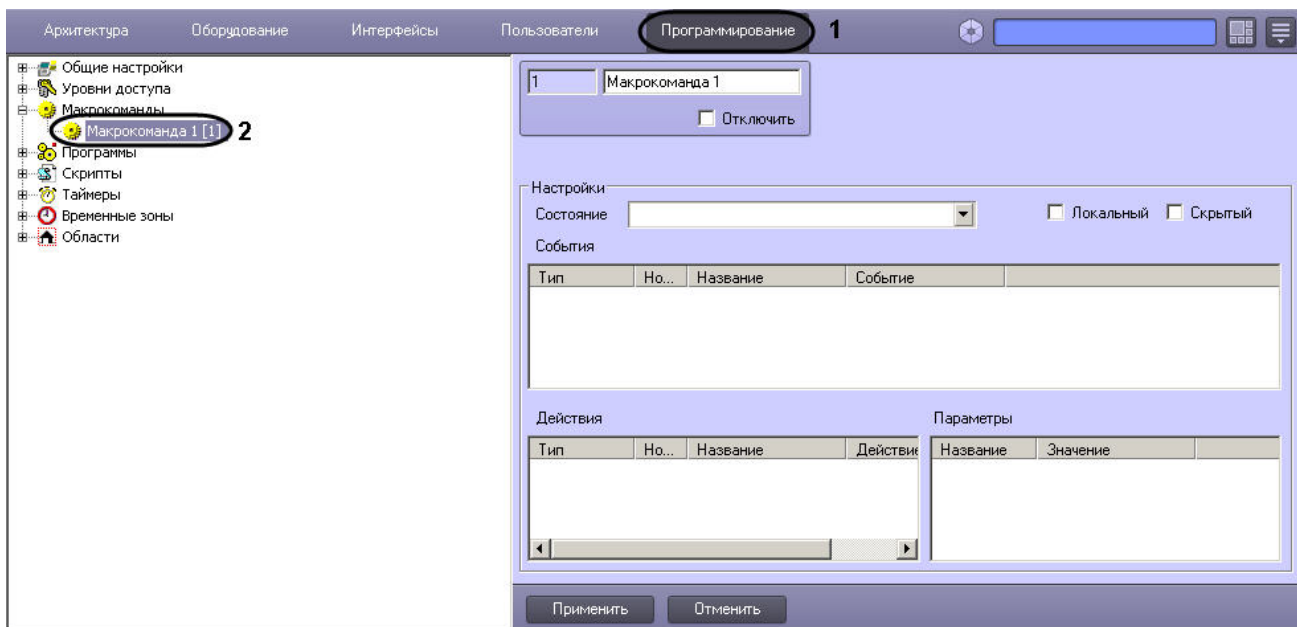 Архитектура Оборудование Интерфейсы Пользователи Программирование 1
Общие настройки
Уровни доступа
Макрокоманды
Макрокоманда 1 [1] 2
Программы
Скрипты
Таймеры
Временные зоны
Области
1 Макрокоманда 1
Отключить
Настройки
Состояние Локальный Скрытый
События
Тип Но... Название Событие
Действия Параметры
Тип Но... Название Действие Название Значение
Применить Отменить